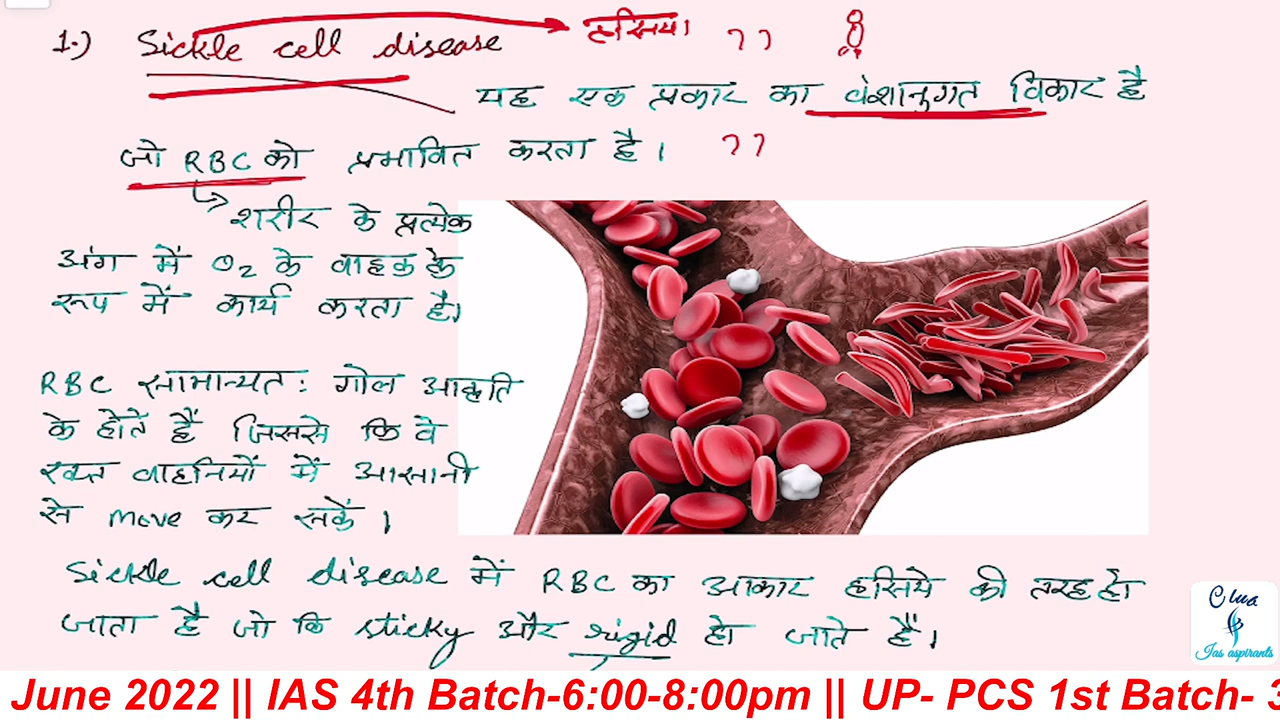 1.) Sickle cell disease हसिया ? ?
यह एक प्रकार का वंशानुगत विकार है
जो RBC को प्रभावित करता है। ? ?
शरीर के प्रत्येक
अंग में O2 के वाहक के
रूप में कार्य करता है।
RBC सामान्यत: गोल आकृति
के होते हैं जिससे कि वे
रक्त वाहनियों में आसानी
से move कर सकें।
Sickle cell disease में RBC का आकार हसिये की तरह हो
जाता है जो कि sticky और rigid हो जाते हैं।
Ias aspirants
June 2022 || IAS 4th Batch-6:00-8:00pm || UP- PCS 1st Batch- 3